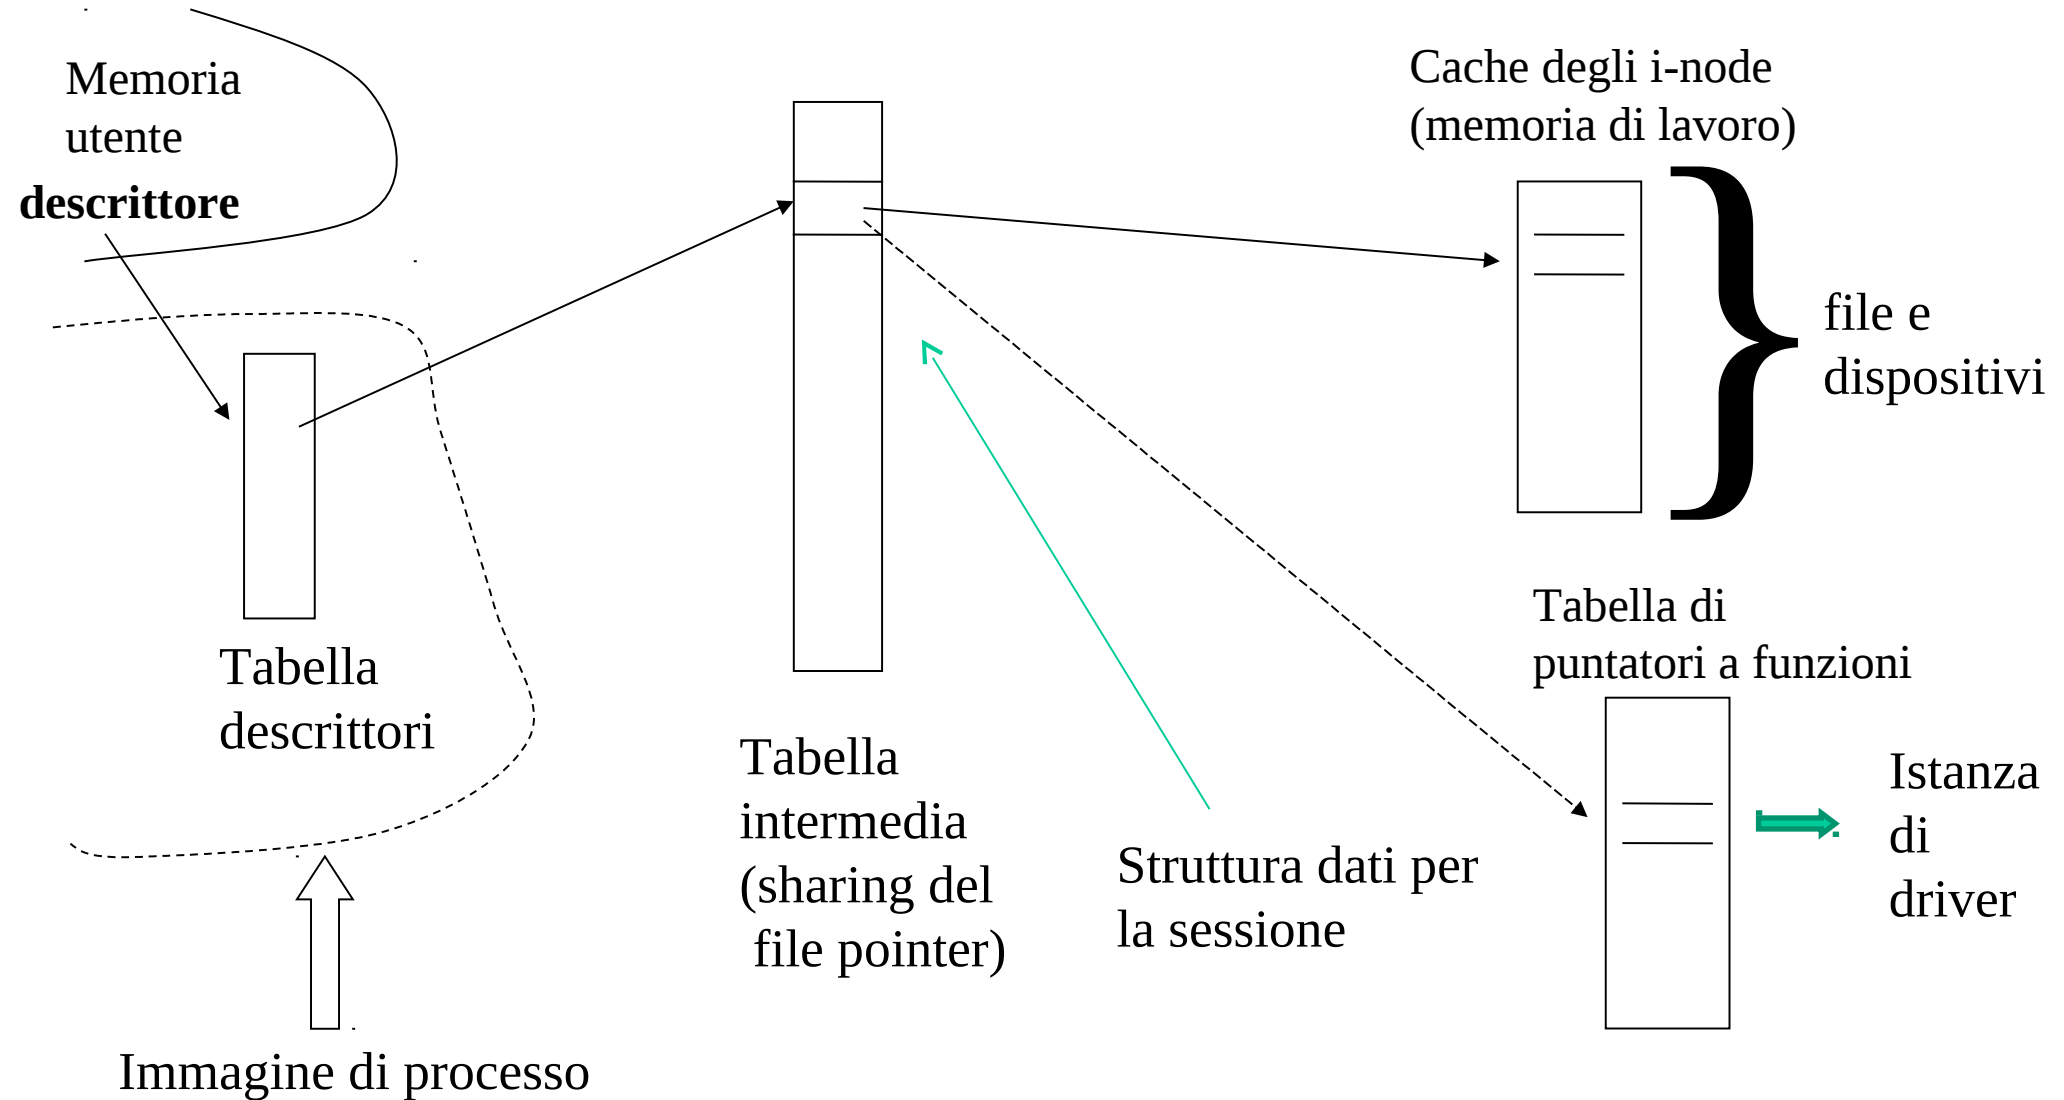 Memoria
utente
descrittore
Tabella
descrittori
Immagine di processo
Tabella
intermedia
(sharing del
file pointer)
Struttura dati per
la sessione
Cache degli i-node
(memoria di lavoro)
}
file e
dispositivi
Tabella di
puntatori a funzioni
Istanza
di
driver